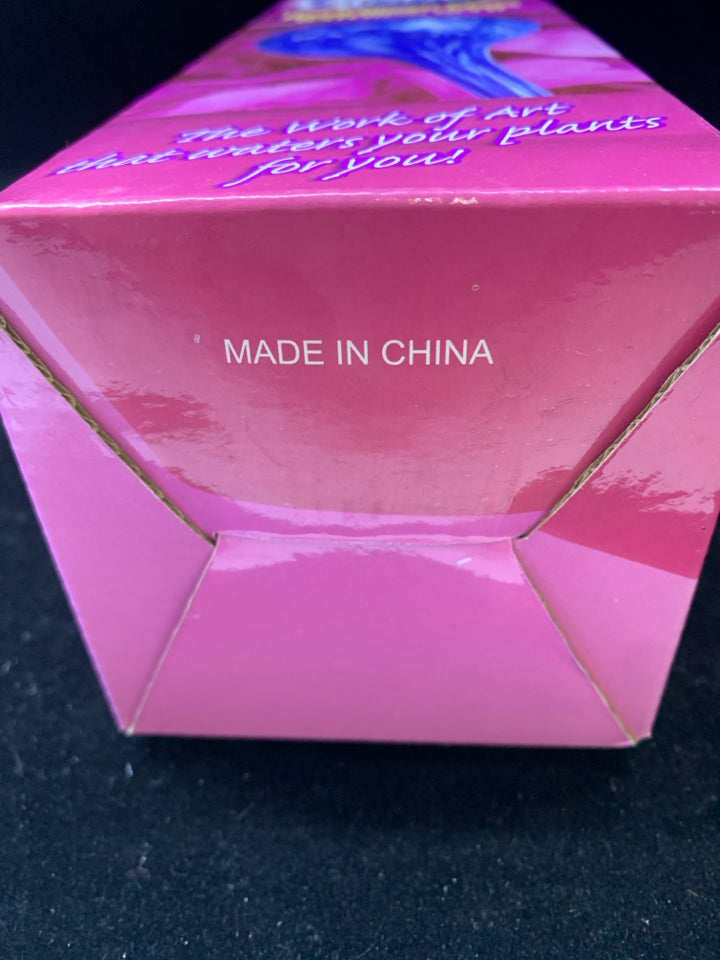 The Work of Art
that waters your plants
for you!
MADE IN CHINA